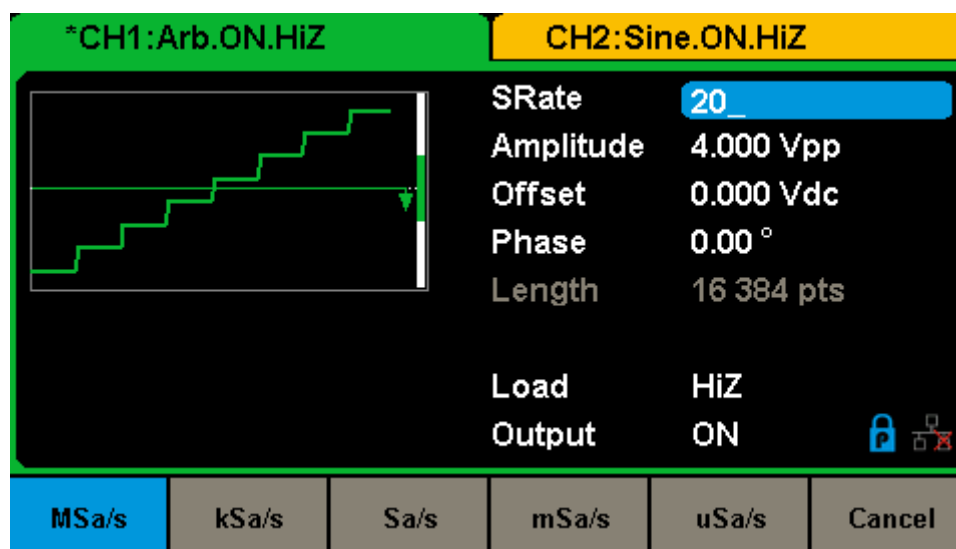 *CH1:Arb.ON.HiZ
CH2:Sine.ON.HiZ
SRate 20_
Amplitude 4.000 Vpp
Offset 0.000 Vdc
Phase 0.00 °
Length 16 384 pts
Load HiZ
Output ON
P
MSa/s kSa/s Sa/s mSa/s uSa/s Cancel